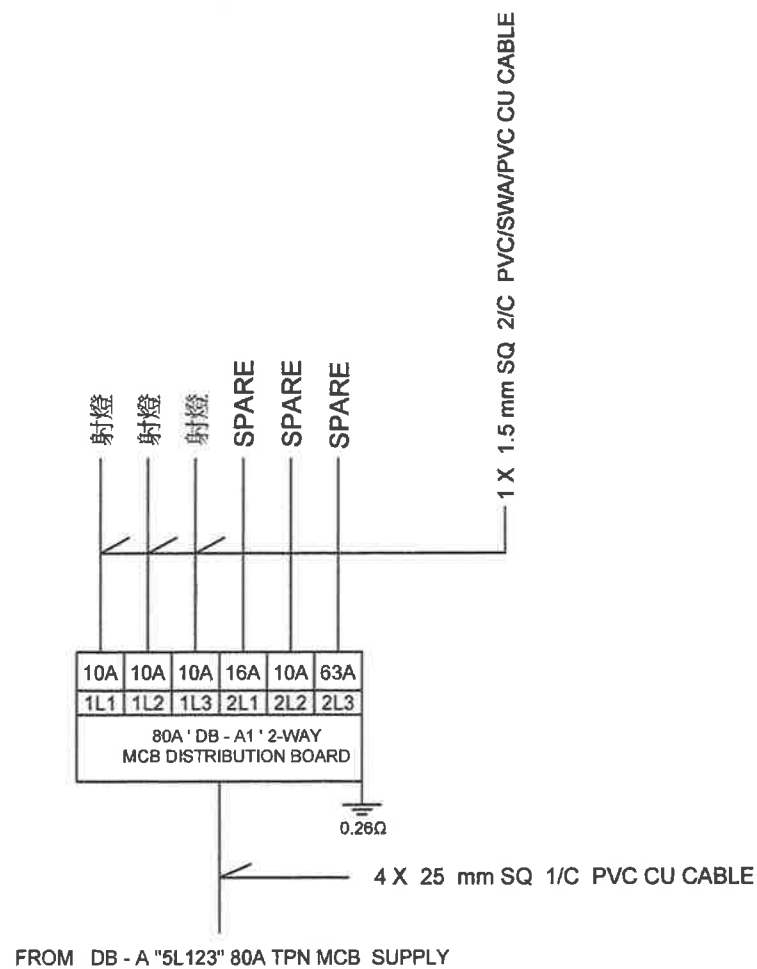 1 X 1.5 mm SQ 2/C PVC/SWA/PVC CU CABLE
射燈
射燈
射燈
SPARE
SPARE
SPARE
10A 10A 10A 16A 10A 63A
1L1 1L2 1L3 2L1 2L2 2L3
80A ' DB - A1 ' 2-WAY
MCB DISTRIBUTION BOARD
0.26Ω
4 X 25 mm SQ 1/C PVC CU CABLE
FROM DB - A "5L123" 80A TPN MCB SUPPLY